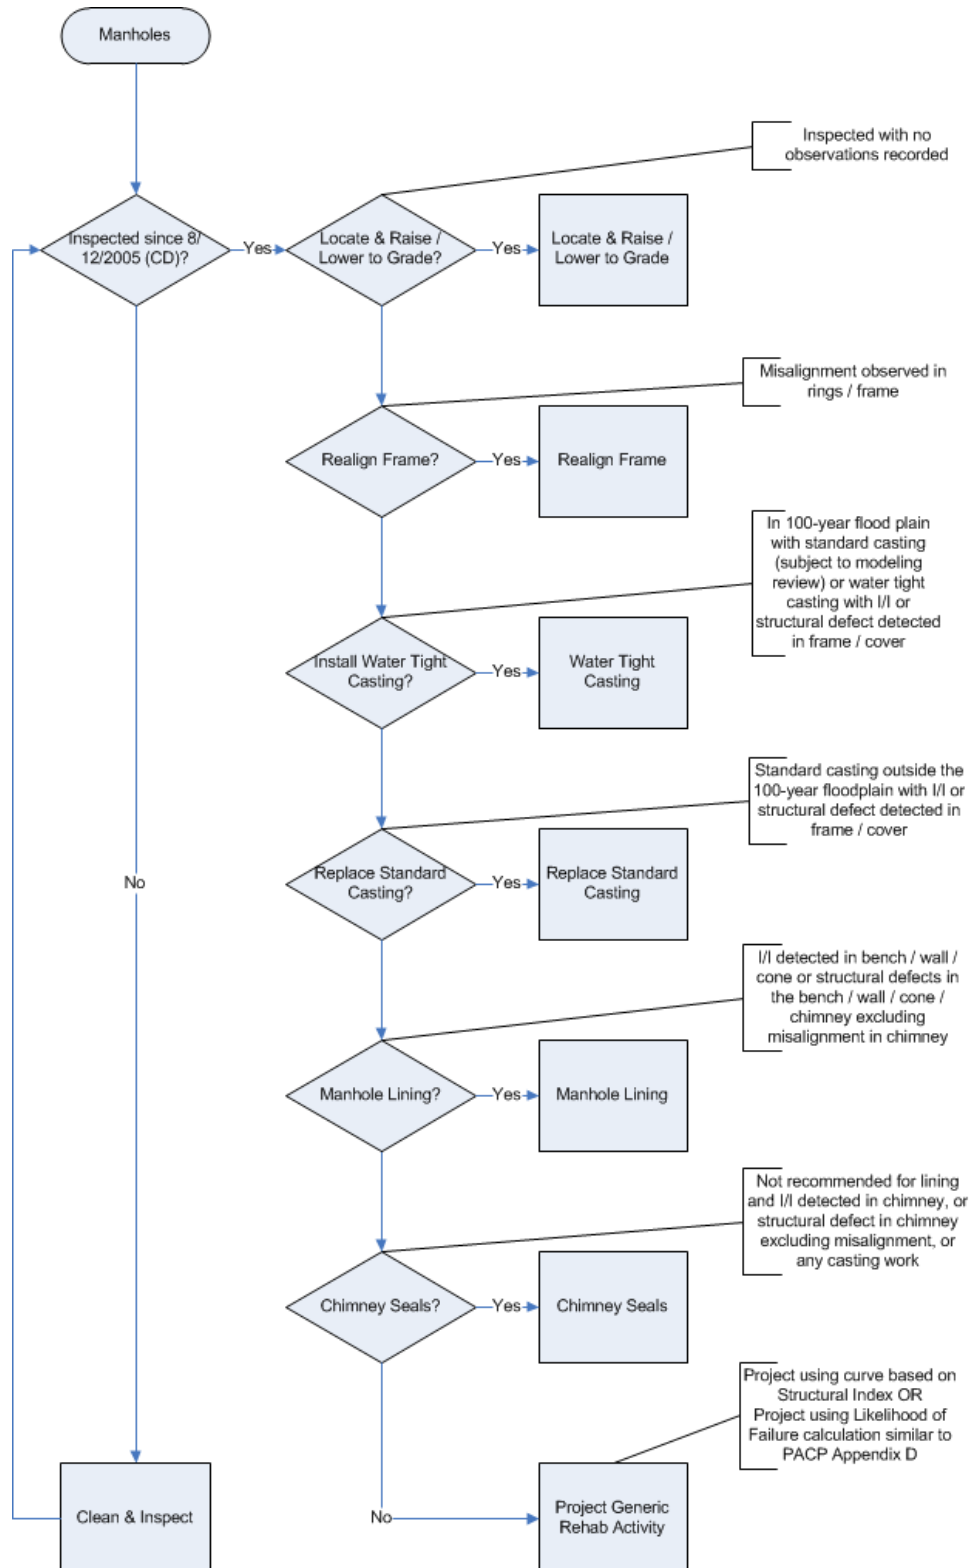 Manholes
Inspected with no
observations recorded
Inspected since 8/
12/2005 (CD)?
Yes
Locate & Raise /
Lower to Grade?
Yes
Locate & Raise /
Lower to Grade
Misalignment observed in
rings / frame
Realign Frame?
Yes
Realign Frame
In 100-year flood plain
with standard casting
(subject to modeling
review) or water tight
casting with I/I or
structural defect detected
in frame / cover
Install Water Tight
Casting?
Yes
Water Tight
Casting
Standard casting outside the
100-year floodplain with I/I or
structural defect detected in
frame / cover
Replace Standard
Casting?
Yes
Replace Standard
Casting
No
I/I detected in bench / wall /
cone or structural defects in
the bench / wall / cone /
chimney excluding
misalignment in chimney
Manhole Lining?
Yes
Manhole Lining
Not recommended for lining
and I/I detected in chimney, or
structural defect in chimney
excluding misalignment, or
any casting work
Chimney Seals?
Yes
Chimney Seals
Project using curve based on
Structural Index OR
Project using Likelihood of
Failure calculation similar to
PACP Appendix D
Clean & Inspect
No
Project Generic
Rehab Activity